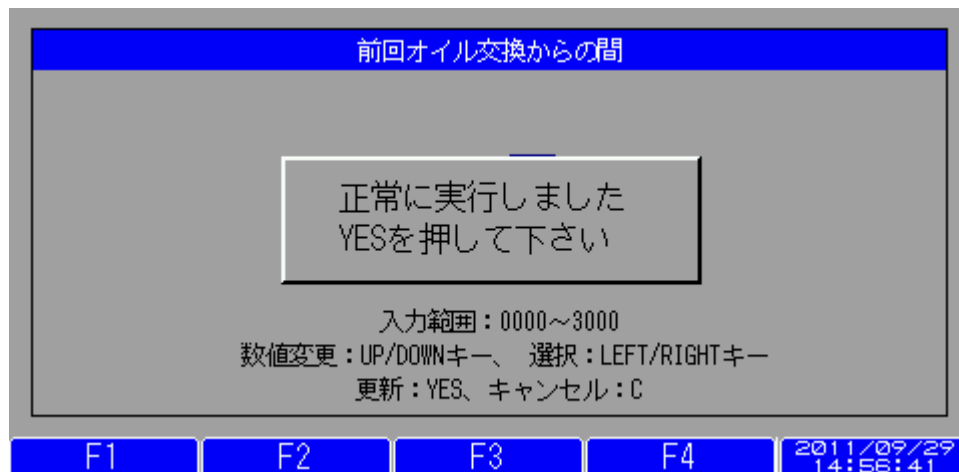 前回オイル交換からの間
正常に実行しました
YESを押して下さい
入力範囲：0000～3000
数値変更：UP/DOWNキー、 選択：LEFT/RIGHTキー
更新：YES、キャンセル：C
F1 F2 F3 F4 2011/09/29
14:56:41